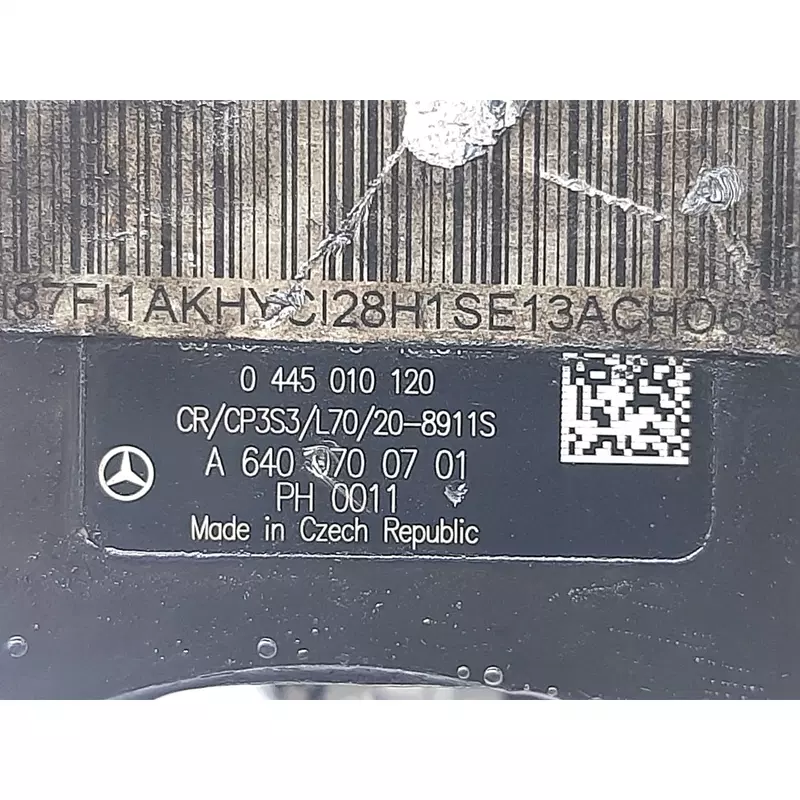 87FI1AKHYCI28H1SE13ACHO6S4
0 445 010 120
CR/CP3S3/L70/20-8911S
A 640 070 07 01
PH 0011
Made in Czech Republic